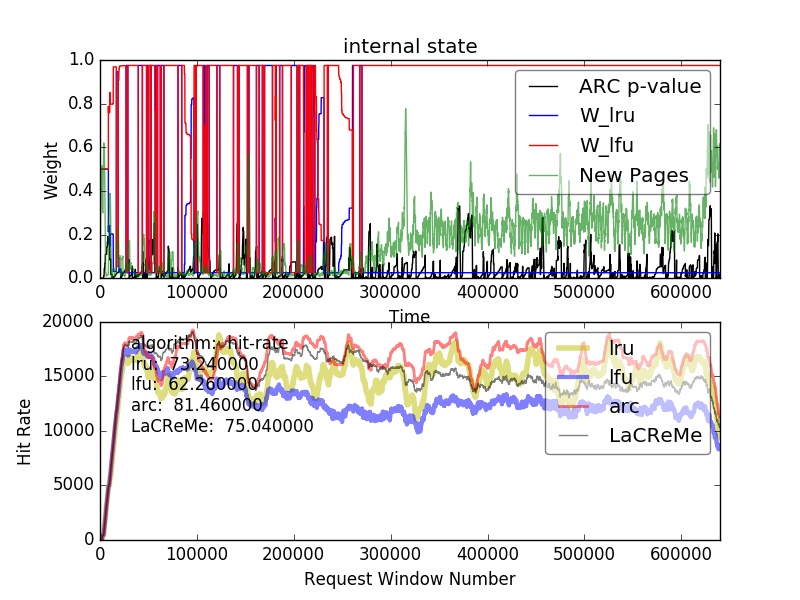 internal state
1.0
0.8
0.6
0.4
0.2
0.0
Weight
ARC p-value
W_lru
W_lfu
New Pages
0 100000 200000 300000 400000 500000 600000
Time
20000
15000
10000
5000
0
Hit Rate
algorithm: hit-rate
lru: 73.240000
lfu: 62.260000
arc: 81.460000
LaCReMe: 75.040000
lru
lfu
arc
LaCReMe
0 100000 200000 300000 400000 500000 600000
Request Window Number